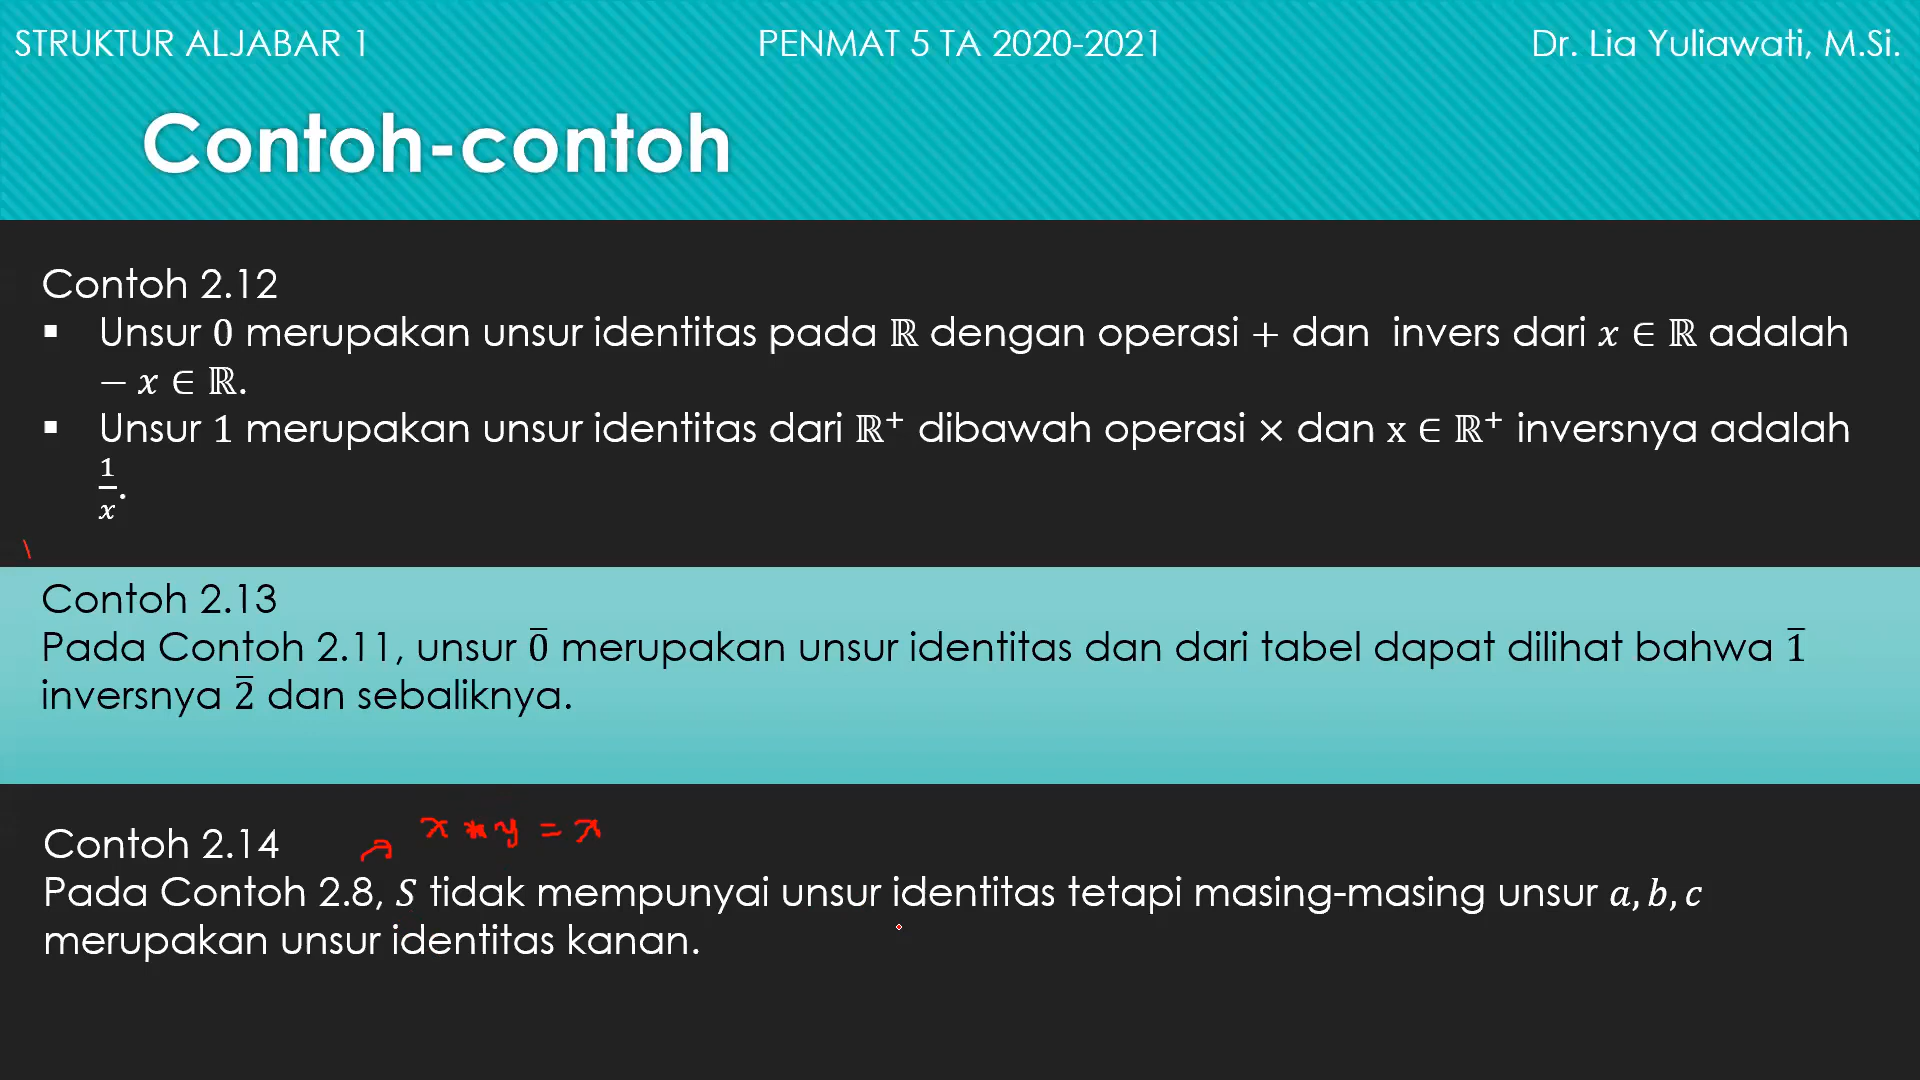 STRUKTUR ALJABAR 1 PENMAT 5 TA 2020-2021 Dr. Lia Yuliawati, M.Si.
Contoh-contoh
Contoh 2.12
▪ Unsur 0 merupakan unsur identitas pada ℝ dengan operasi + dan invers dari x ∈ ℝ adalah
− x ∈ ℝ.
▪ Unsur 1 merupakan unsur identitas dari ℝ⁺ dibawah operasi × dan x ∈ ℝ⁺ inversnya adalah
1/x.
Contoh 2.13
Pada Contoh 2.11, unsur 0̅ merupakan unsur identitas dan dari tabel dapat dilihat bahwa 1̅
inversnya 2̅ dan sebaliknya.
x * y = x
Contoh 2.14
Pada Contoh 2.8, S tidak mempunyai unsur identitas tetapi masing-masing unsur a, b, c
merupakan unsur identitas kanan.